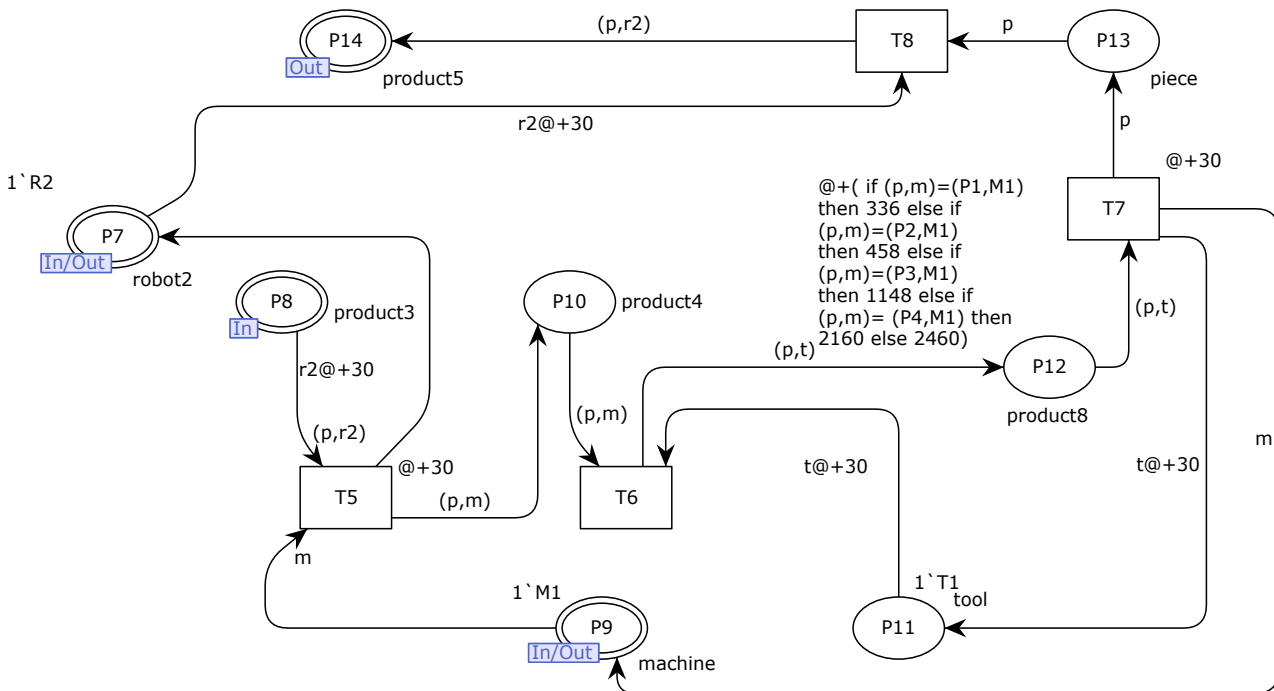 (p,r2)
P14
T8
p
P13
Out
product5
piece
r2@+30
p
@+30
1`R2
@+( if (p,m)=(P1,M1)
then 336 else if
(p,m)=(P2,M1)
then 458 else if
(p,m)=(P3,M1)
then 1148 else if
(p,m)= (P4,M1) then
2160 else 2460)
T7
P7
In/Out
robot2
P8
In
product3
P10
product4
(p,t)
(p,t)
P12
product8
r2@+30
(p,m)
(p,r2)
@+30
t@+30
t@+30
m
T5
(p,m)
T6
m
1`M1
1`T1
tool
P9
In/Out
machine
P11